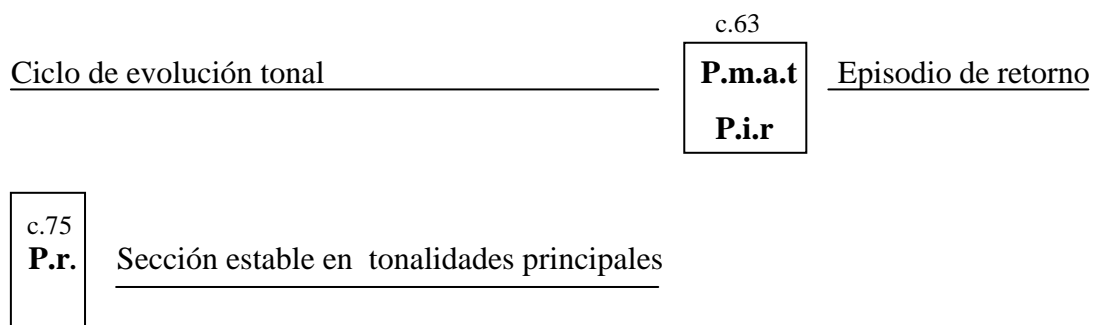 c.63
Ciclo de evolución tonal P.m.a.t Episodio de retorno
P.i.r
c.75
P.r. Sección estable en tonalidades principales